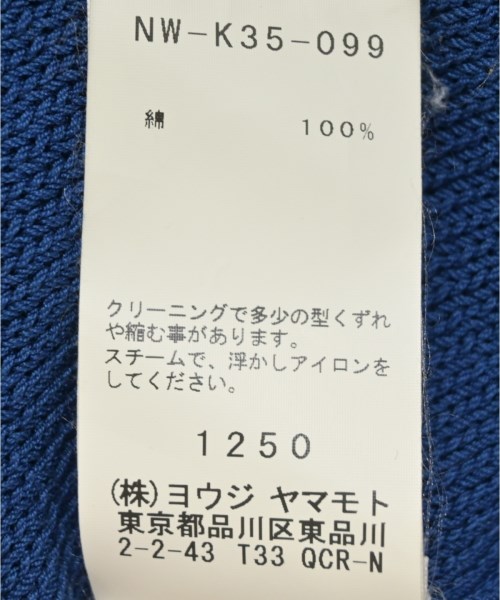 NW-K35-099
綿 100%
クリーニングで多少の型くずれ
や縮む事があります。
スチームで、浮かしアイロンを
してください。
1250
(株)ヨウジ ヤマモト
東京都品川区東品川
2-2-43 T33 QCR-N